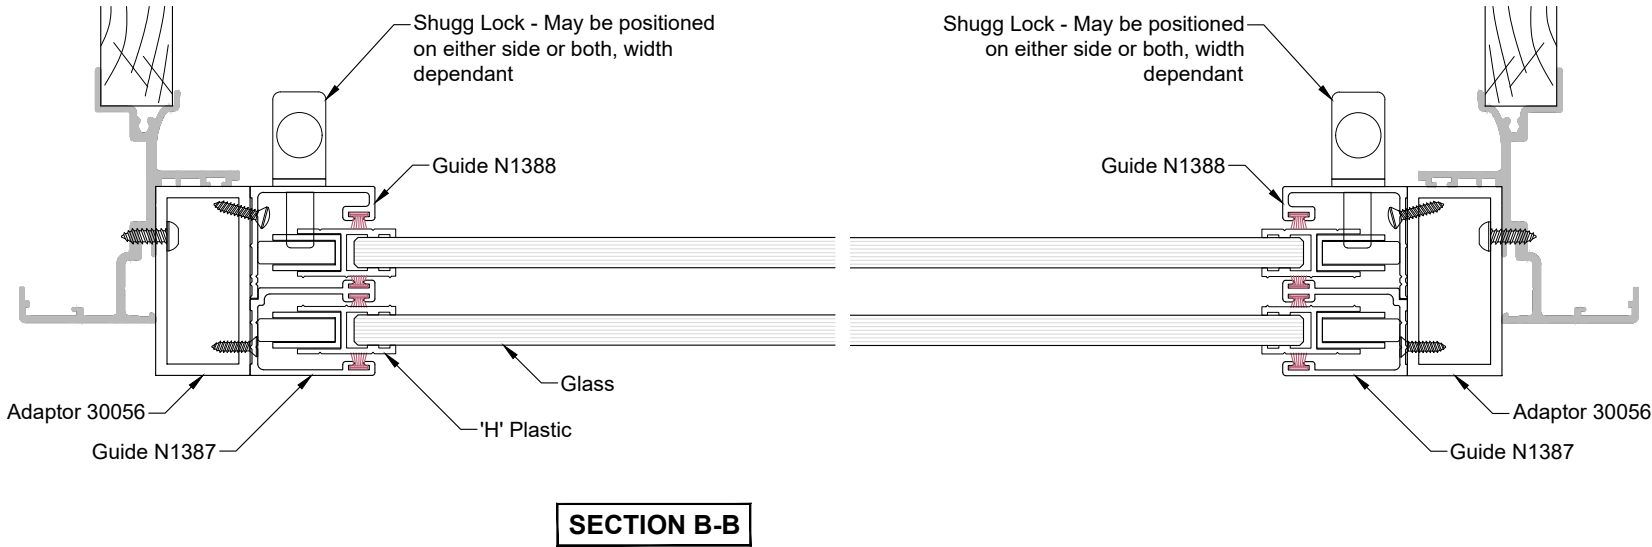 Shugg Lock - May be positioned
on either side or both, width
dependant
Shugg Lock - May be positioned
on either side or both, width
dependant
Guide N1388
Guide N1388
Glass
Adaptor 30056
'H' Plastic
Guide N1387
Adaptor 30056
Guide N1387
SECTION B-B